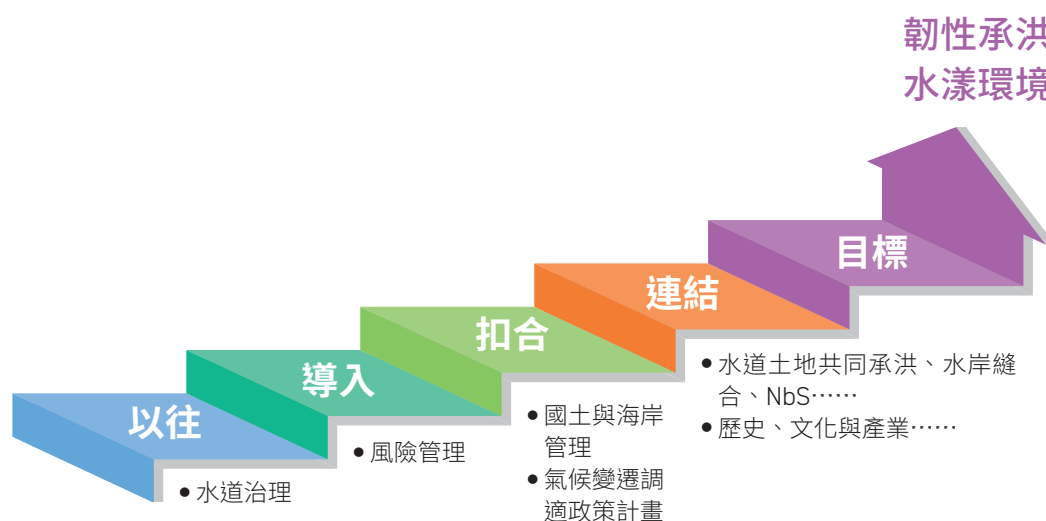 韌性承洪
水漾環境
目標
連結
扣合
導入
以往
• 水道土地共同承洪、水岸縫
合、NbS……
• 歷史、文化與產業……
• 國土與海岸
管理
• 氣候變遷調
適政策計畫
• 風險管理
• 水道治理